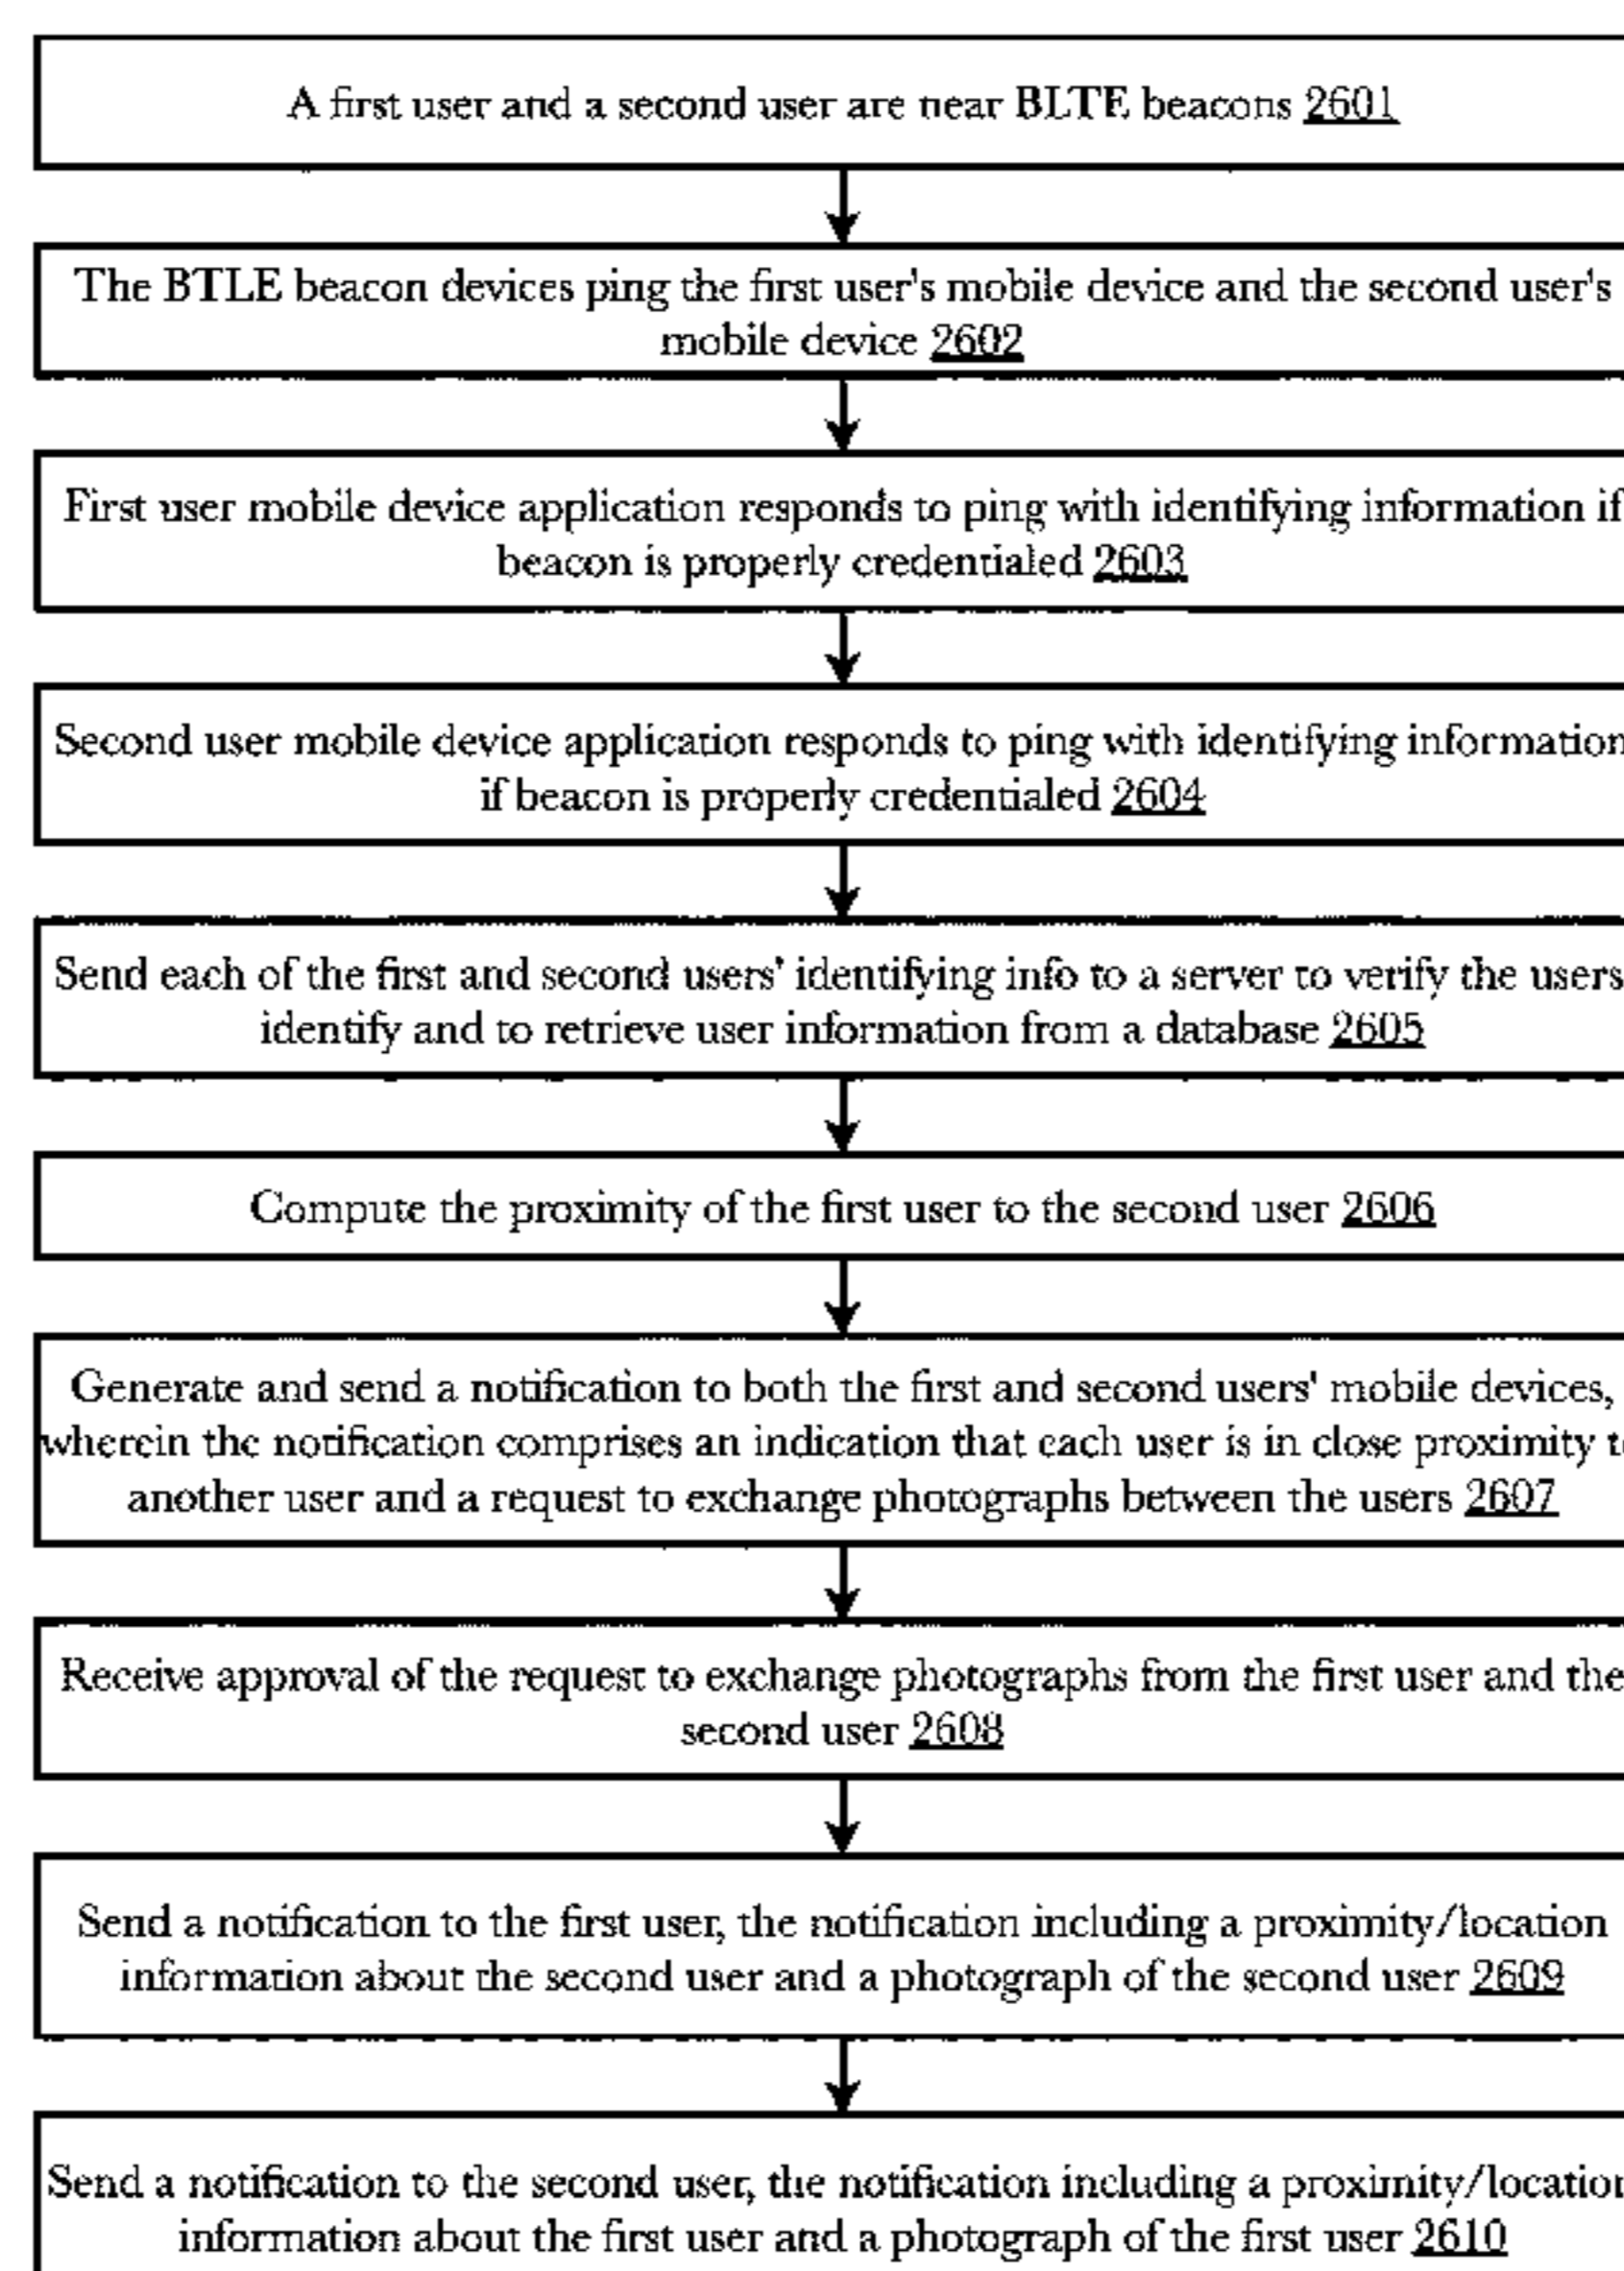 A first user and a second user are near BLTE beacons 2601
The BTLE beacon devices ping the first user's mobile device and the second user's
mobile device 2602
First user mobile device application responds to ping with identifying information if
beacon is properly credentialed 2603
Second user mobile device application responds to ping with identifying information
if beacon is properly credentialed 2604
Send each of the first and second users' identifying info to a server to verify the users
identify and to retrieve user information from a database 2605
Compute the proximity of the first user to the second user 2606
Generate and send a notification to both the first and second users' mobile devices,
wherein the notification comprises an indication that each user is in close proximity to
another user and a request to exchange photographs between the users 2607
Receive approval of the request to exchange photographs from the first user and the
second user 2608
Send a notification to the first user, the notification including a proximity/location
information about the second user and a photograph of the second user 2609
Send a notification to the second user, the notification including a proximity/location
information about the first user and a photograph of the first user 2610